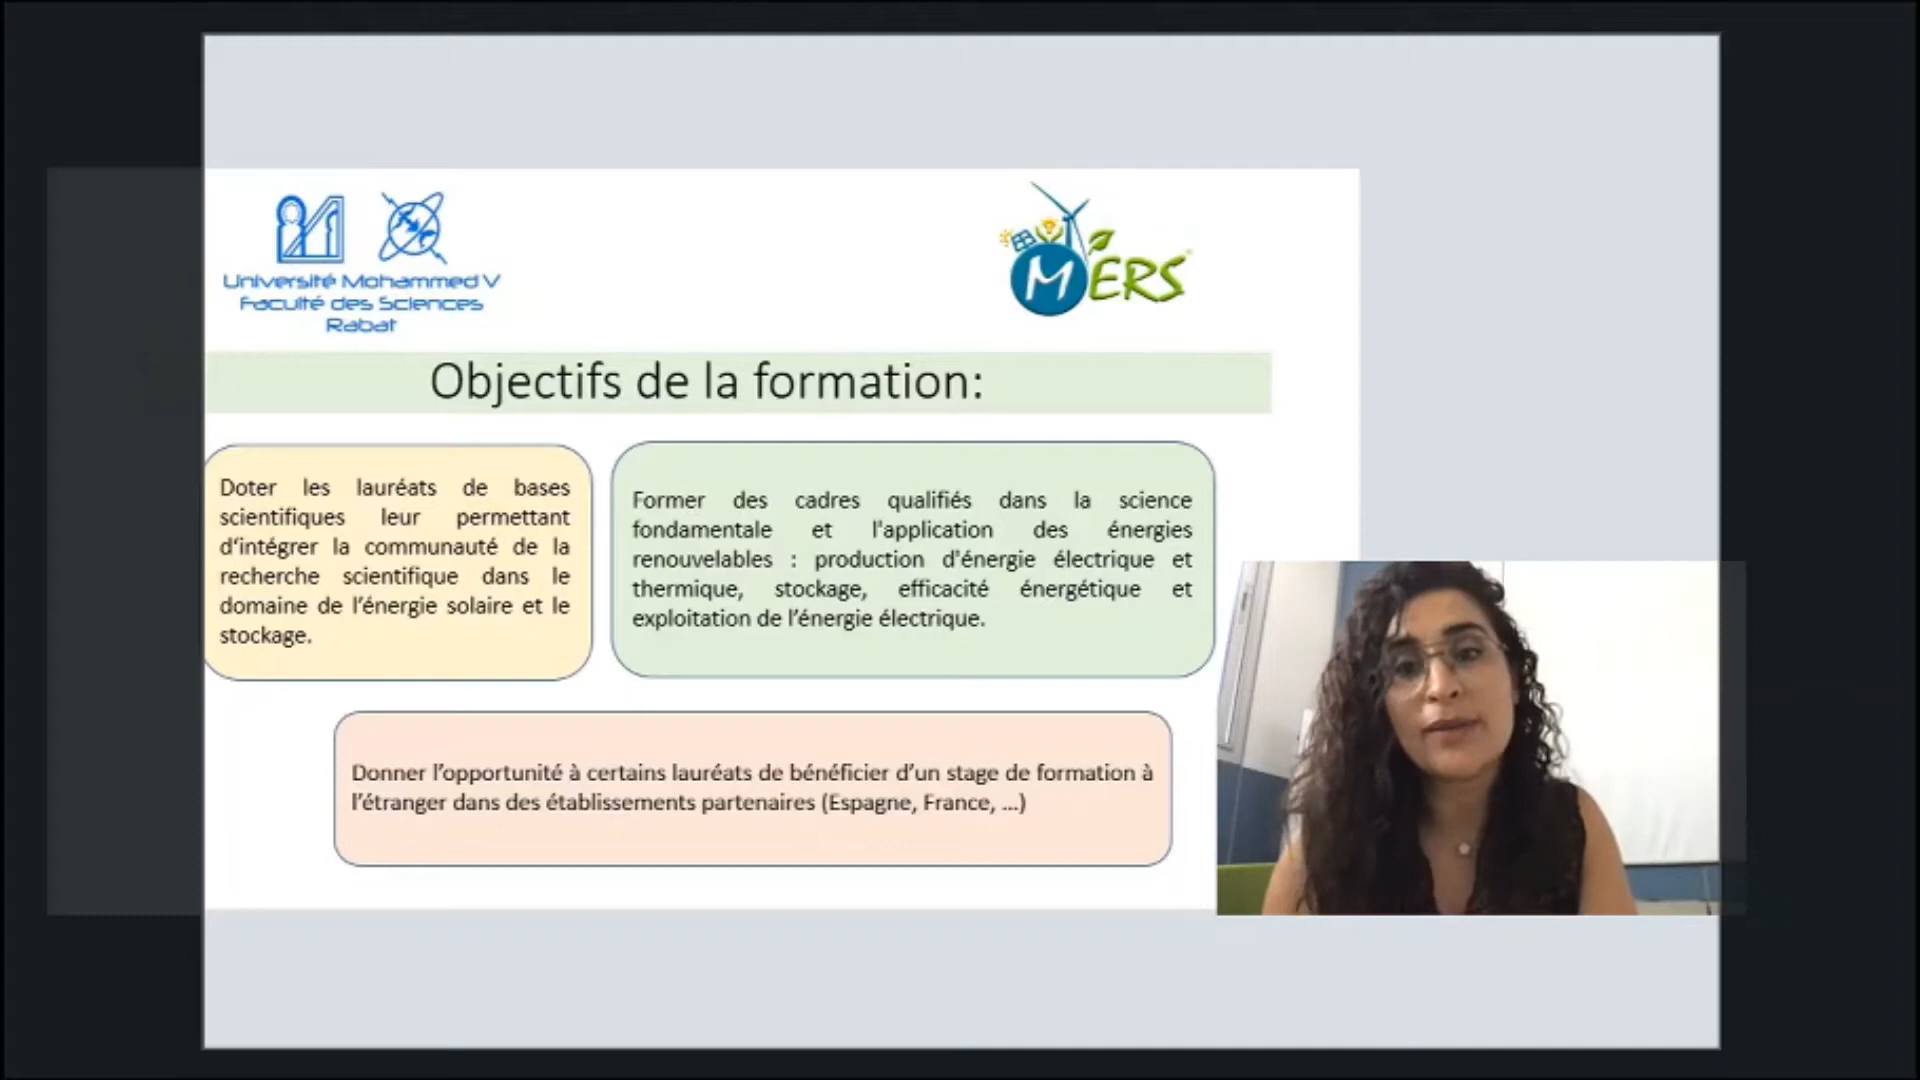 Université Mohammed V
Faculté des Sciences
Rabat
MERS
Objectifs de la formation:
Doter les lauréats de bases
scientifiques leur permettant
d'intégrer la communauté de la
recherche scientifique dans le
domaine de l'énergie solaire et le
stockage.
Former des cadres qualifiés dans la science
fondamentale et l'application des énergies
renouvelables : production d'énergie électrique et
thermique, stockage, efficacité énergétique et
exploitation de l'énergie électrique.
Donner l'opportunité à certains lauréats de bénéficier d'un stage de formation à
l'étranger dans des établissements partenaires (Espagne, France, ...)